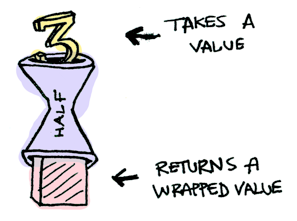 3
TAKES A
VALUE
HALF
RETURNS A
WRAPPED VALUE